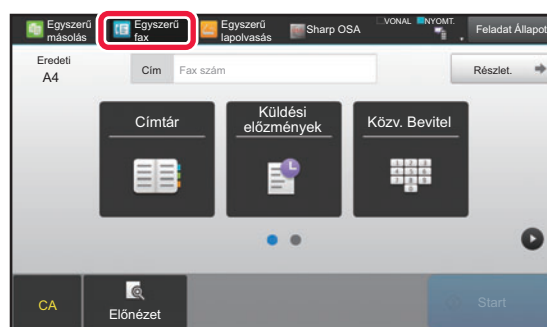 Egyszerű másolás
Egyszerű fax
Egyszerű lapolvasás
Sharp OSA
VONAL
NYOMT.
Feladat Állapot
Eredeti
A4
Cím
Fax szám
Részlet.
Címtár
Küldési
előzmények
Közv. Bevitel
CA
Előnézet
Start